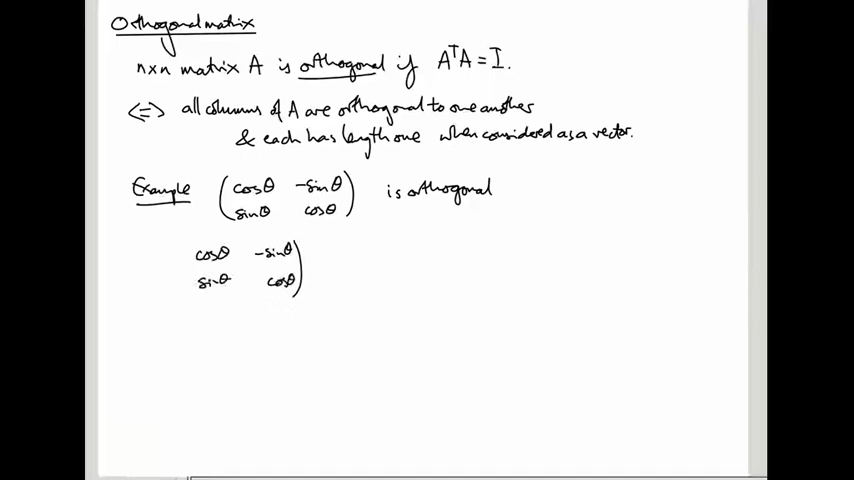 Orthogonal matrix
n×n matrix A is orthogonal if AᵀA = I.
⟺ all columns of A are orthogonal to one another
& each has length one when considered as a vector.
Example (cosθ -sinθ) is orthogonal
sinθ cosθ
cosθ -sinθ)
sinθ cosθ